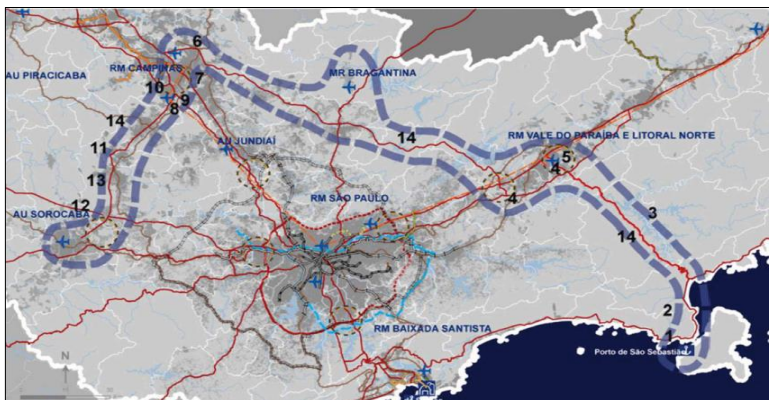 6
RM CAMPINAS
AU PIRACICABA
7
MR BRAGANTINA
10
9
8
14
14
RM VALE DO PARAÍBA E LITORAL NORTE
AU JUNDIAÍ
11
5
4
13
RM SÃO PAULO
4
12
3
AU SOROCABA
14
2
RM BAIXADA SANTISTA
1
Porto de São Sebastião
N